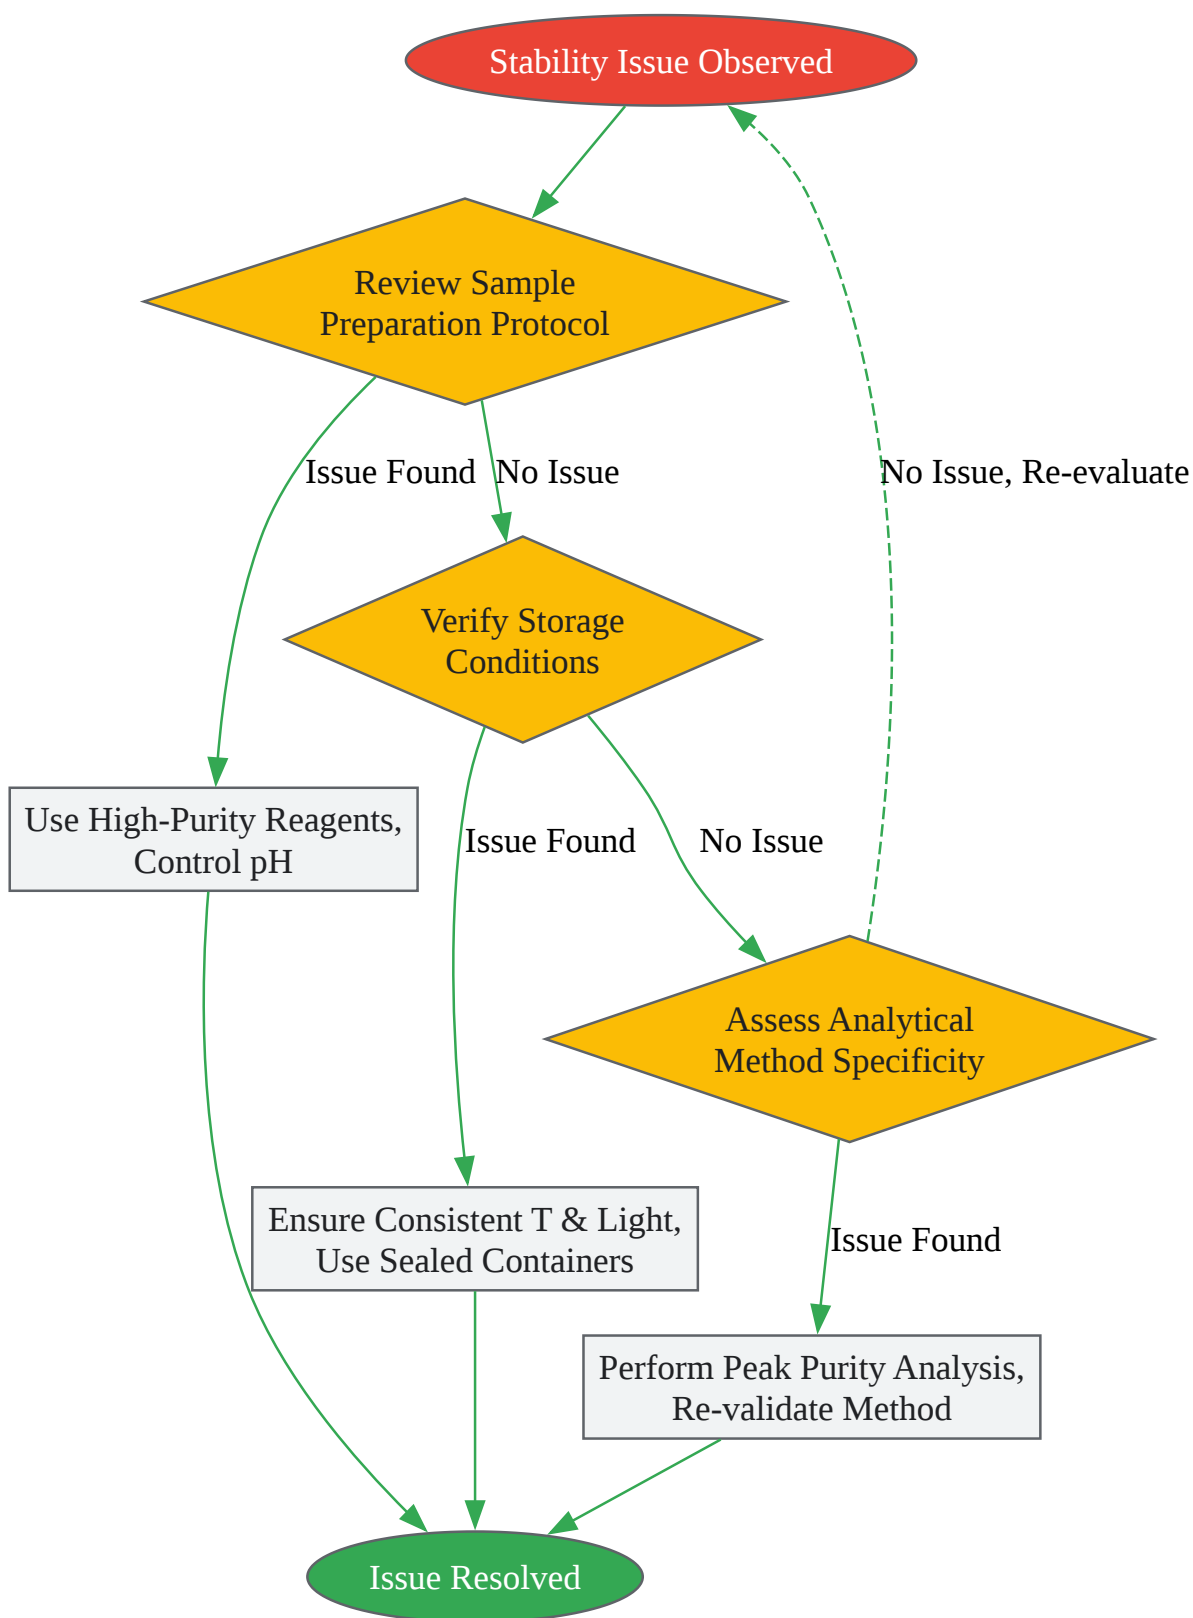 Stability Issue Observed
Review Sample
Preparation Protocol
Issue Found
No Issue
No Issue, Re-evaluate
Verify Storage
Conditions
Use High-Purity Reagents,
Control pH
Issue Found
No Issue
Assess Analytical
Method Specificity
Ensure Consistent T & Light,
Use Sealed Containers
Issue Found
Perform Peak Purity Analysis,
Re-validate Method
Issue Resolved